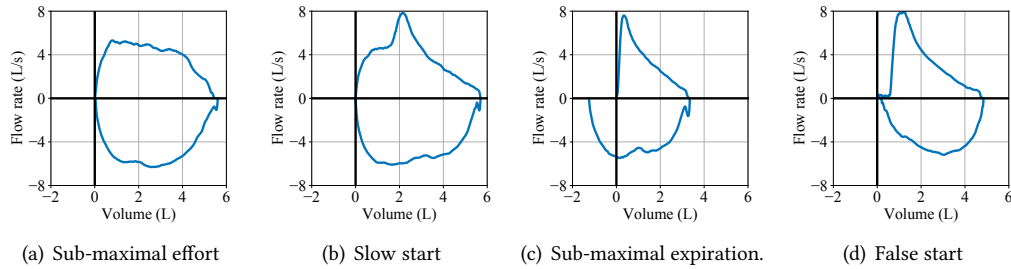 8
4
0
−4
−8
−2 0 2 4 6
Flow rate (L/s)
Volume (L)
(a) Sub-maximal effort
8
4
0
−4
−8
−2 0 2 4 6
Flow rate (L/s)
Volume (L)
(b) Slow start
8
4
0
−4
−8
−2 0 2 4 6
Flow rate (L/s)
Volume (L)
(c) Sub-maximal expiration.
8
4
0
−4
−8
−2 0 2 4 6
Flow rate (L/s)
Volume (L)
(d) False start